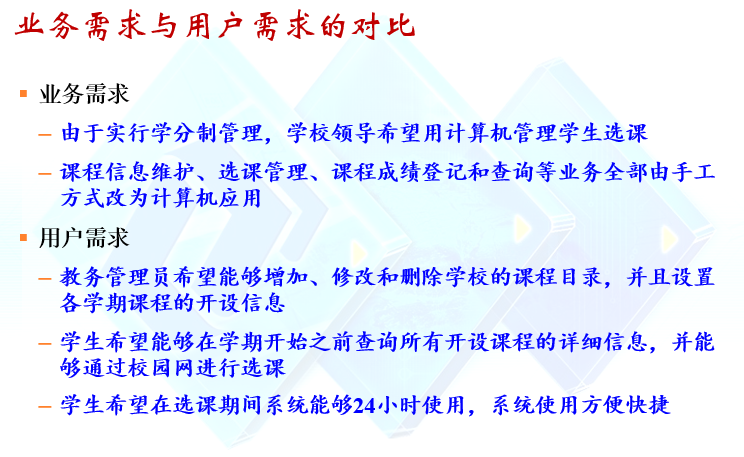 业务需求与用户需求的对比
业务需求
– 由于实行学分制管理，学校领导希望用计算机管理学生选课
– 课程信息维护、选课管理、课程成绩登记和查询等业务全部由手工
方式改为计算机应用
用户需求
– 教务管理员希望能够增加、修改和删除学校的课程目录，并且设置
各学期课程的开设信息
– 学生希望能够在学期开始之前查询所有开设课程的详细信息，并能
够通过校园网进行选课
– 学生希望在选课期间系统能够24小时使用，系统使用方便快捷